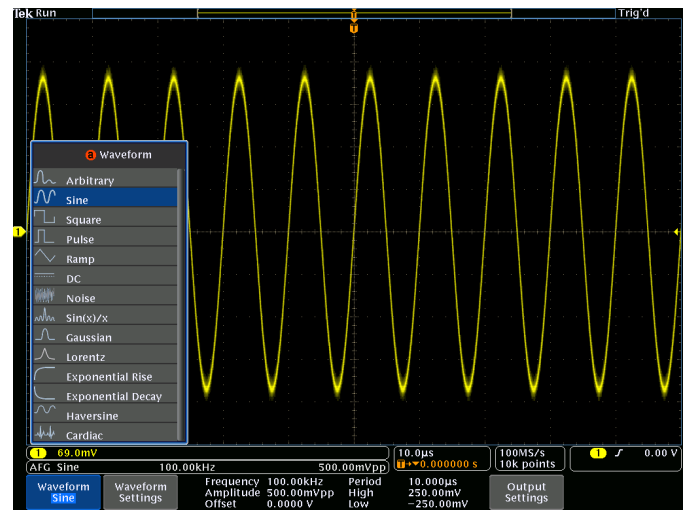 Tek Run Trig'd
T
T
a Waveform
Arbitrary
Sine
Square
Pulse
Ramp
DC
Noise
Sin(x)/x
Gaussian
Lorentz
Exponential Rise
Exponential Decay
Haversine
Cardiac
1
1 69.0mV 10.0µs 100MS/s 1 0.00 V
T→▼0.000000 s 10k points
AFG Sine 100.00kHz 500.00mVpp
Waveform Waveform Frequency 100.00kHz Period 10.000µs Output
Sine Settings Amplitude 500.00mVpp High 250.00mV Settings
Offset 0.0000 V Low −250.00mV